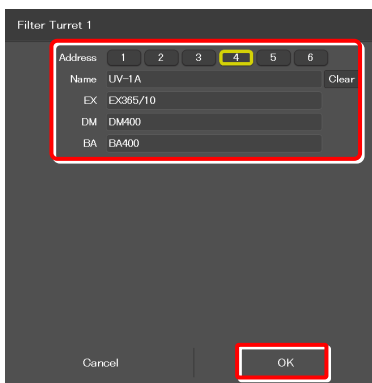 Filter Turret 1
Address 1 2 3 4 5 6
Name UV-1A Clear
EX EX365/10
DM DM400
BA BA400
Cancel OK